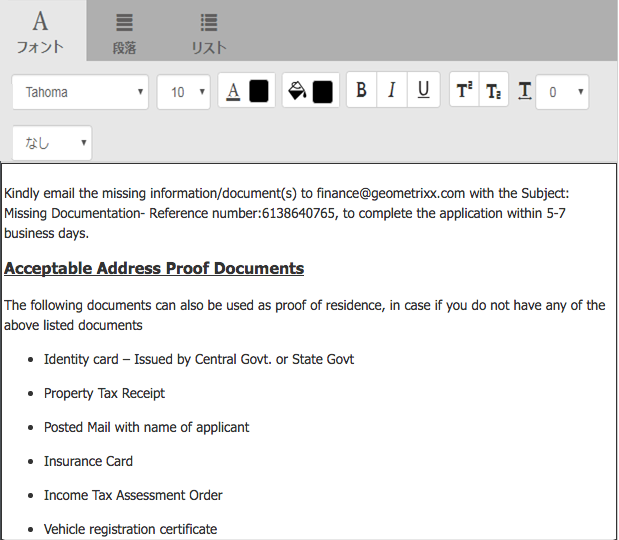 A
フォント
段落
リスト
Tahoma
10
A
B
I
U
T²
T₂
T
0
なし
Kindly email the missing information/document(s) to finance@geometrixx.com with the Subject:
Missing Documentation- Reference number:6138640765, to complete the application within 5-7
business days.
Acceptable Address Proof Documents
The following documents can also be used as proof of residence, in case if you do not have any of the
above listed documents
• Identity card – Issued by Central Govt. or State Govt
• Property Tax Receipt
• Posted Mail with name of applicant
• Insurance Card
• Income Tax Assessment Order
• Vehicle registration certificate